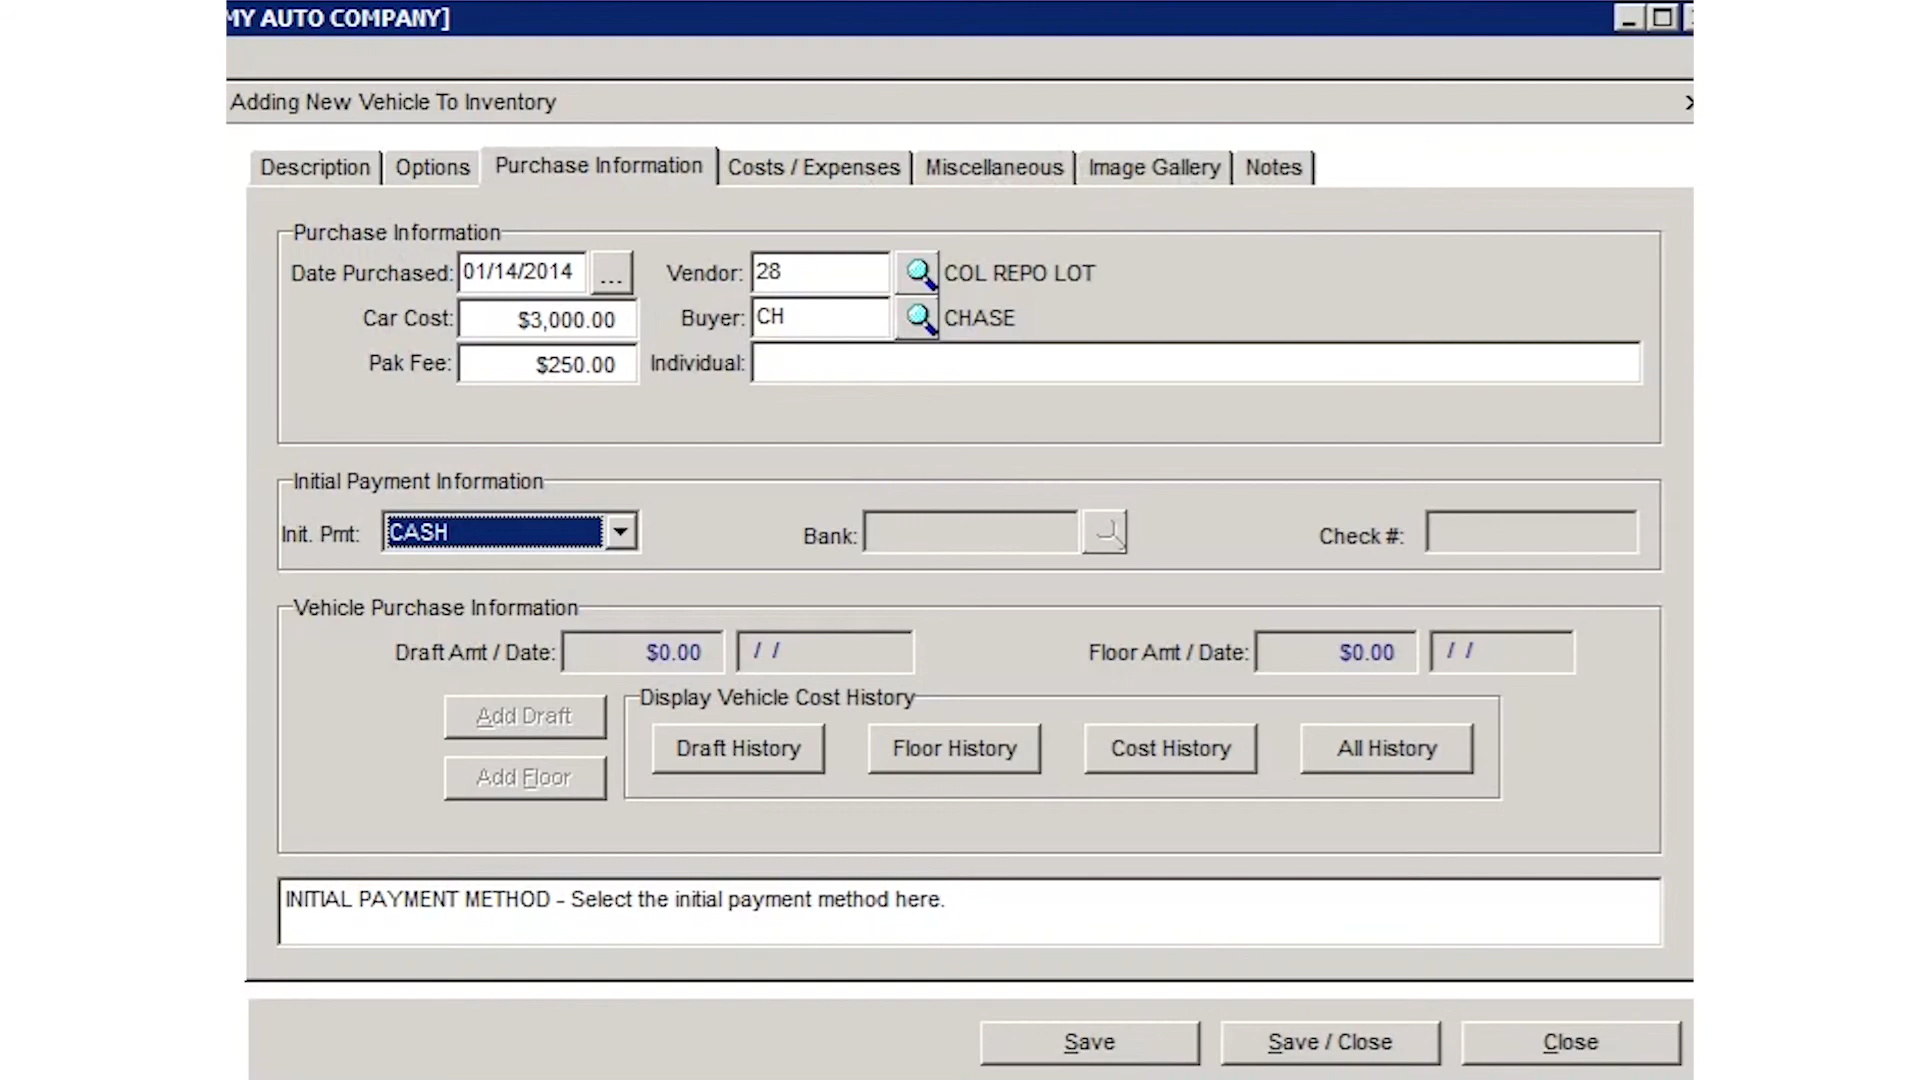 MY AUTO COMPANY]
Adding New Vehicle To Inventory
Description Options Purchase Information Costs / Expenses Miscellaneous Image Gallery Notes
Purchase Information
Date Purchased: 01/14/2014 ... Vendor: 28 COL REPO LOT
Car Cost: $3,000.00 Buyer: CH CHASE
Pak Fee: $250.00 Individual:
Initial Payment Information
Init. Pmt: CASH Bank: Check #:
Vehicle Purchase Information
Draft Amt / Date: $0.00 / / Floor Amt / Date: $0.00 / /
Display Vehicle Cost History
Add Draft
Draft History Floor History Cost History All History
Add Floor
INITIAL PAYMENT METHOD - Select the initial payment method here.
Save Save / Close Close